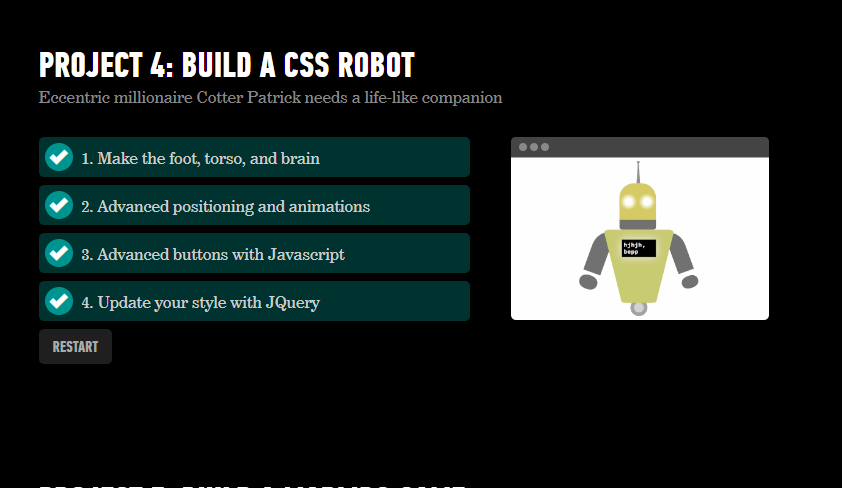 PROJECT 4: BUILD A CSS ROBOT
Eccentric millionaire Cotter Patrick needs a life-like companion
1. Make the foot, torso, and brain
2. Advanced positioning and animations
3. Advanced buttons with Javascript
4. Update your style with JQuery
hjhjh,
bepp
RESTART